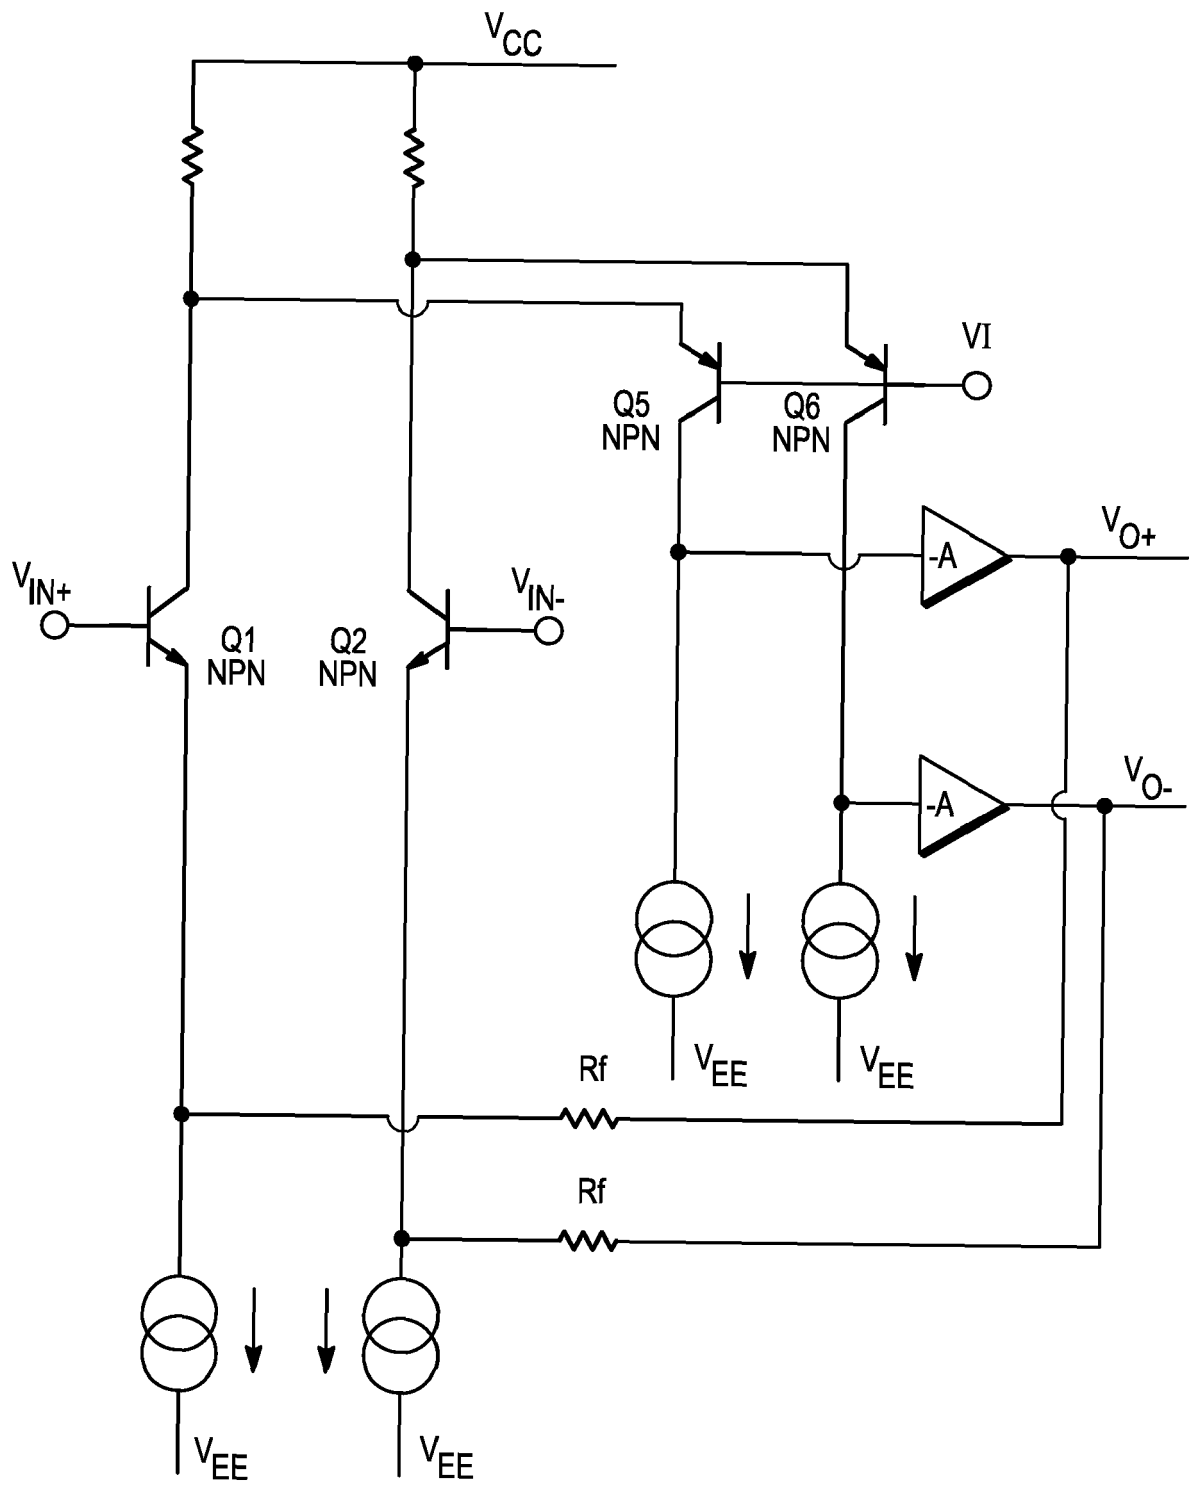 VCC
VI
Q5
NPN
Q6
NPN
VO+
-A
VIN+
VIN-
Q1
NPN
Q2
NPN
VO-
-A
VEE
VEE
Rf
Rf
VEE
VEE